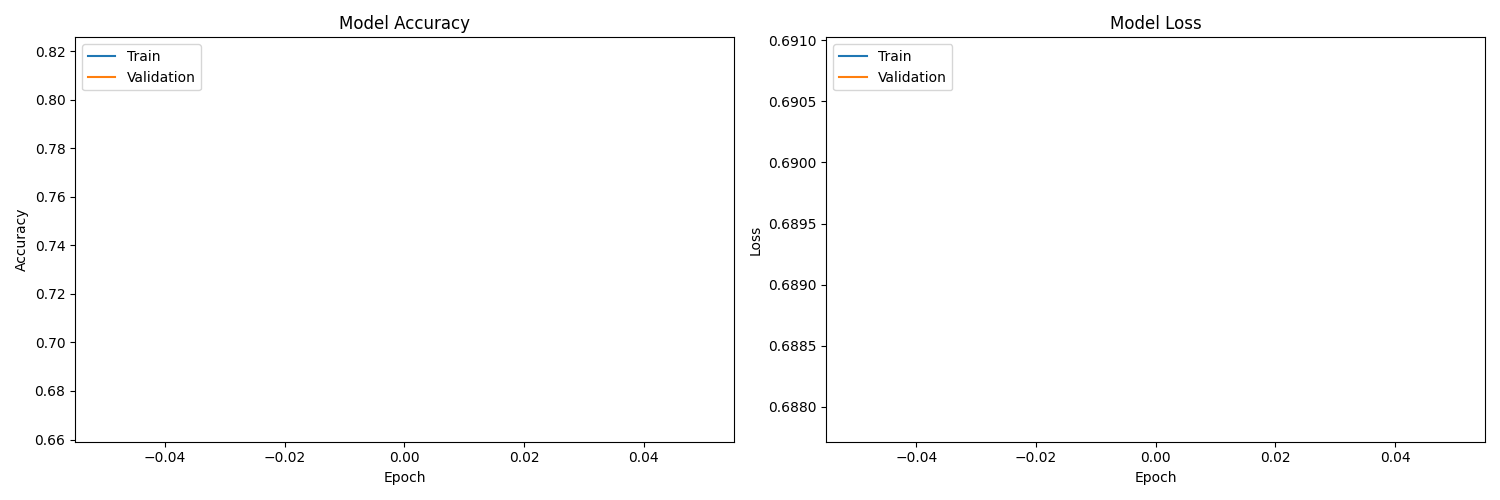 Model Accuracy
Train
Validation
0.82
0.80
0.78
0.76
0.74
0.72
0.70
0.68
0.66
Accuracy
−0.04 −0.02 0.00 0.02 0.04
Epoch
Model Loss
Train
Validation
0.6910
0.6905
0.6900
0.6895
0.6890
0.6885
0.6880
Loss
−0.04 −0.02 0.00 0.02 0.04
Epoch